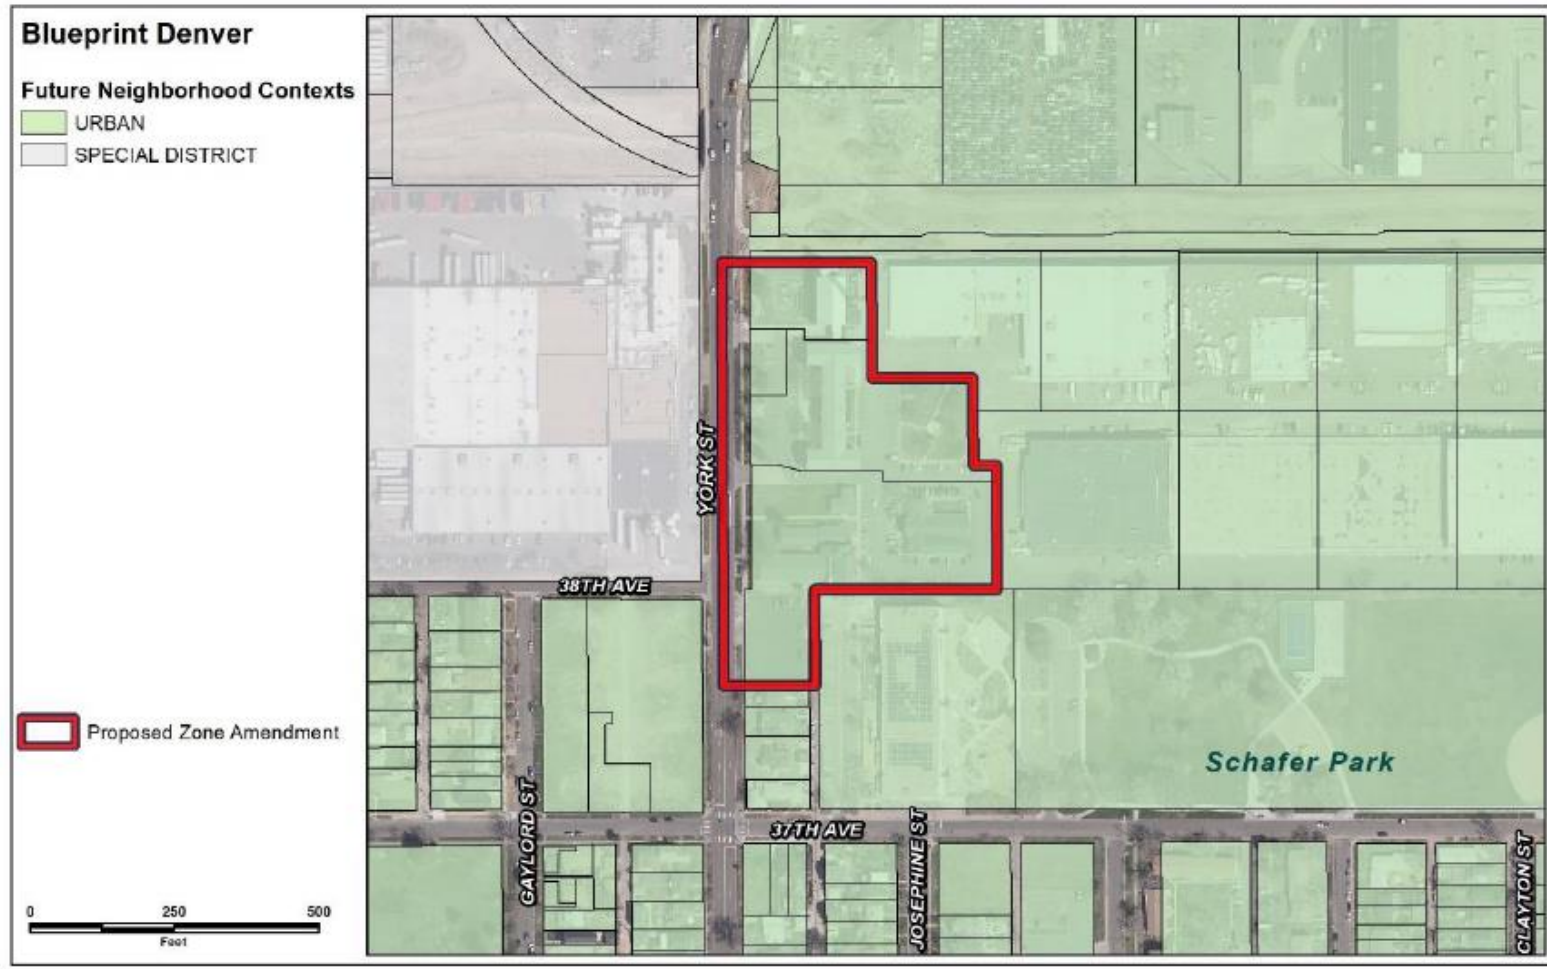 Blueprint Denver
Future Neighborhood Contexts
URBAN
SPECIAL DISTRICT
YORK ST
38TH AVE
Proposed Zone Amendment
Schafer Park
GAYLORD ST
37TH AVE
JOSEPHINE ST
CLAYTON ST
0 250 500
Feet